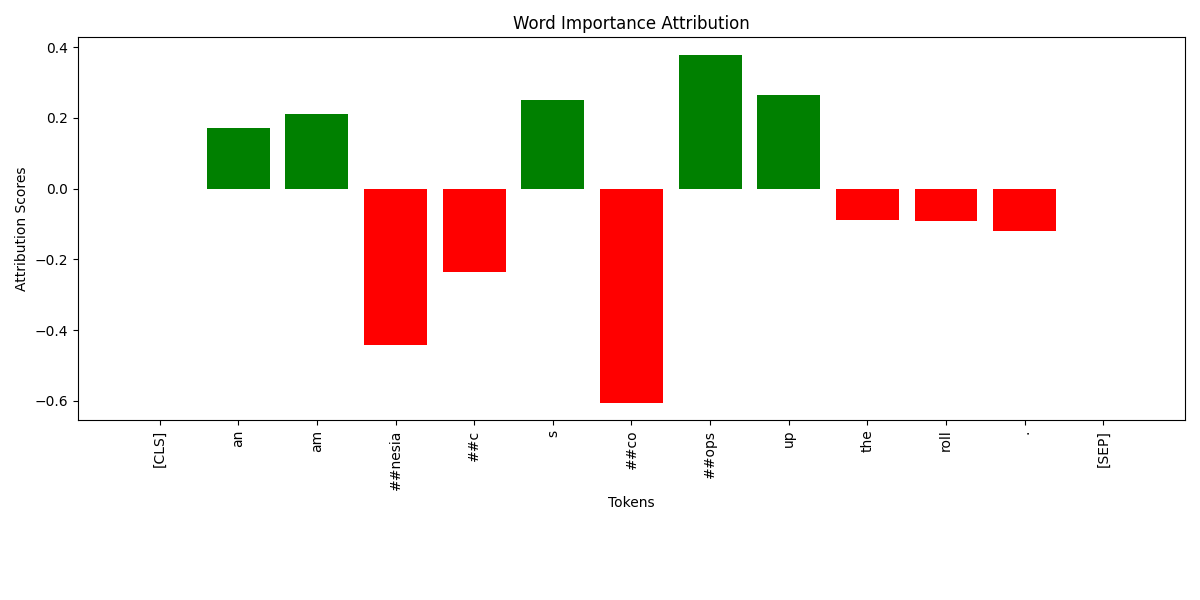 Word Importance Attribution
Attribution Scores
0.4
0.2
0.0
−0.2
−0.4
−0.6
[CLS]
an
am
##nesia
##c
s
##co
##ops
up
the
roll
.
[SEP]
Tokens